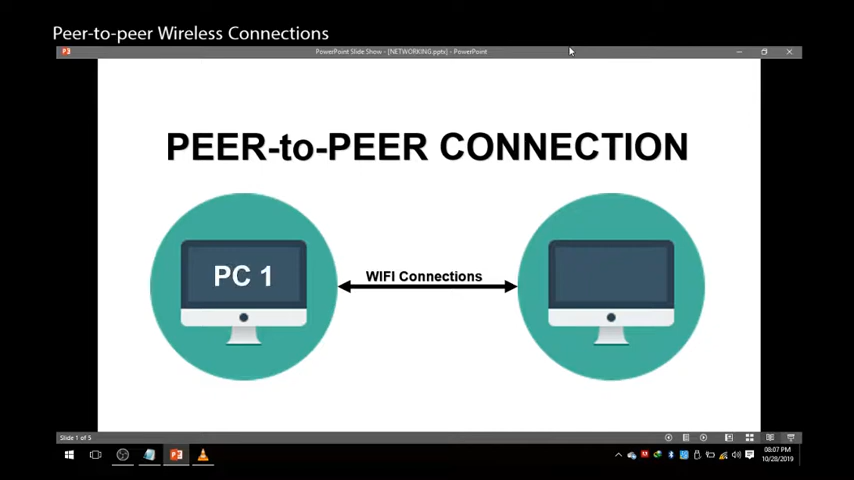 Peer-to-peer Wireless Connections
PowerPoint Slide Show - [NETWORKING.pptx] - PowerPoint
PEER-to-PEER CONNECTION
PC 1
WIFI Connections
Slide 1 of 5
08:07 PM
10/28/2019